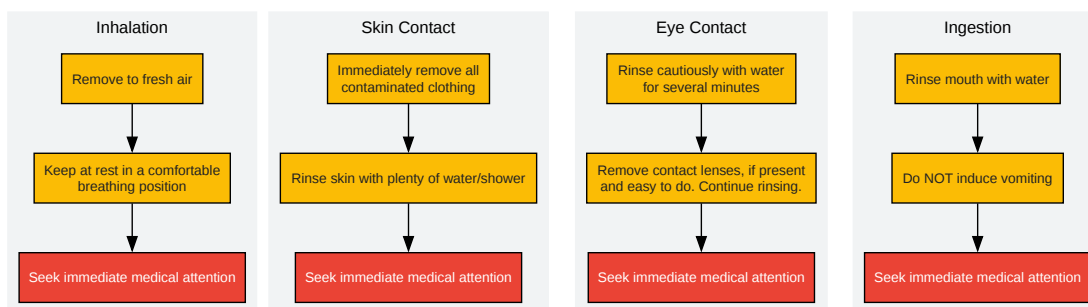 Inhalation
Remove to fresh air
Keep at rest in a comfortable
breathing position
Seek immediate medical attention
Skin Contact
Immediately remove all
contaminated clothing
Rinse skin with plenty of water/shower
Seek immediate medical attention
Eye Contact
Rinse cautiously with water
for several minutes
Remove contact lenses, if present
and easy to do. Continue rinsing.
Seek immediate medical attention
Ingestion
Rinse mouth with water
Do NOT induce vomiting
Seek immediate medical attention